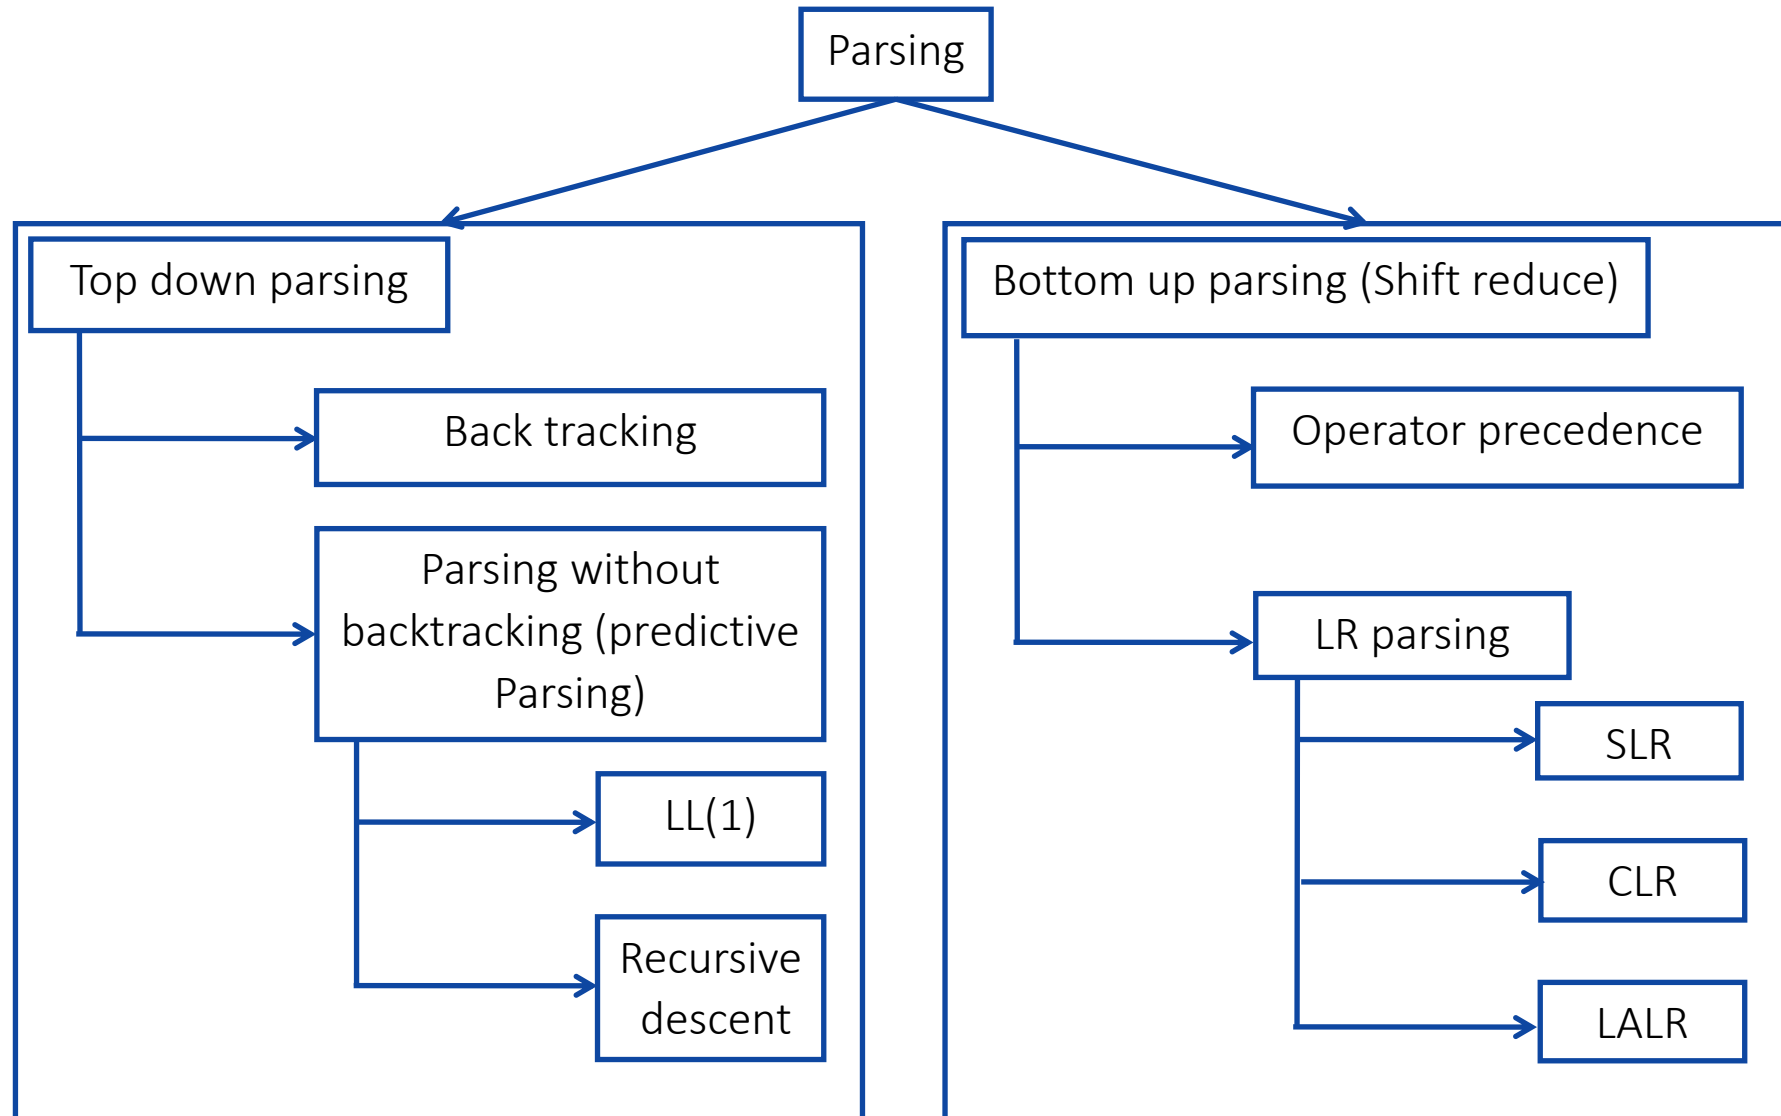 Parsing
Top down parsing
Back tracking
Parsing without
backtracking (predictive
Parsing)
LL(1)
Recursive
descent
Bottom up parsing (Shift reduce)
Operator precedence
LR parsing
SLR
CLR
LALR